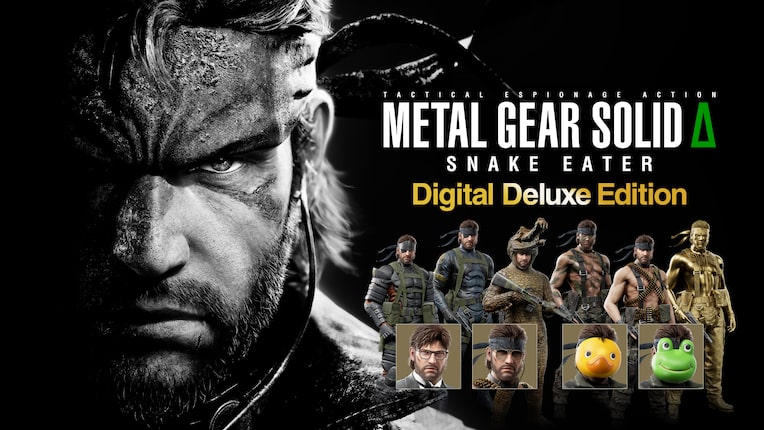 TACTICAL ESPIONAGE ACTION
METAL GEAR SOLID Δ
SNAKE EATER
Digital Deluxe Edition